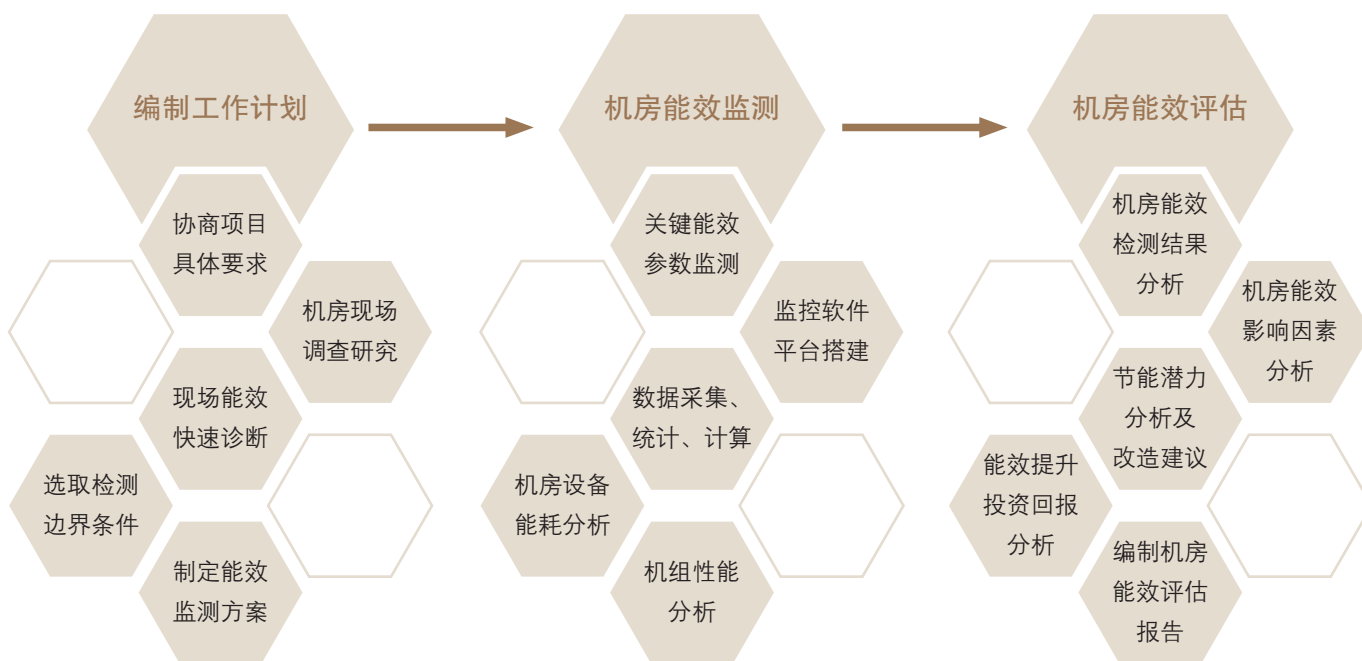 编制工作计划
协商项目
具体要求
机房现场
调查研究
现场能效
快速诊断
选取检测
边界条件
制定能效
监测方案
机房能效监测
关键能效
参数监测
监控软件
平台搭建
数据采集、
统计、计算
机房设备
能耗分析
机组性能
分析
机房能效评估
机房能效
检测结果
分析
机房能效
影响因素
分析
节能潜力
分析及
改造建议
能效提升
投资回报
分析
编制机房
能效评估
报告